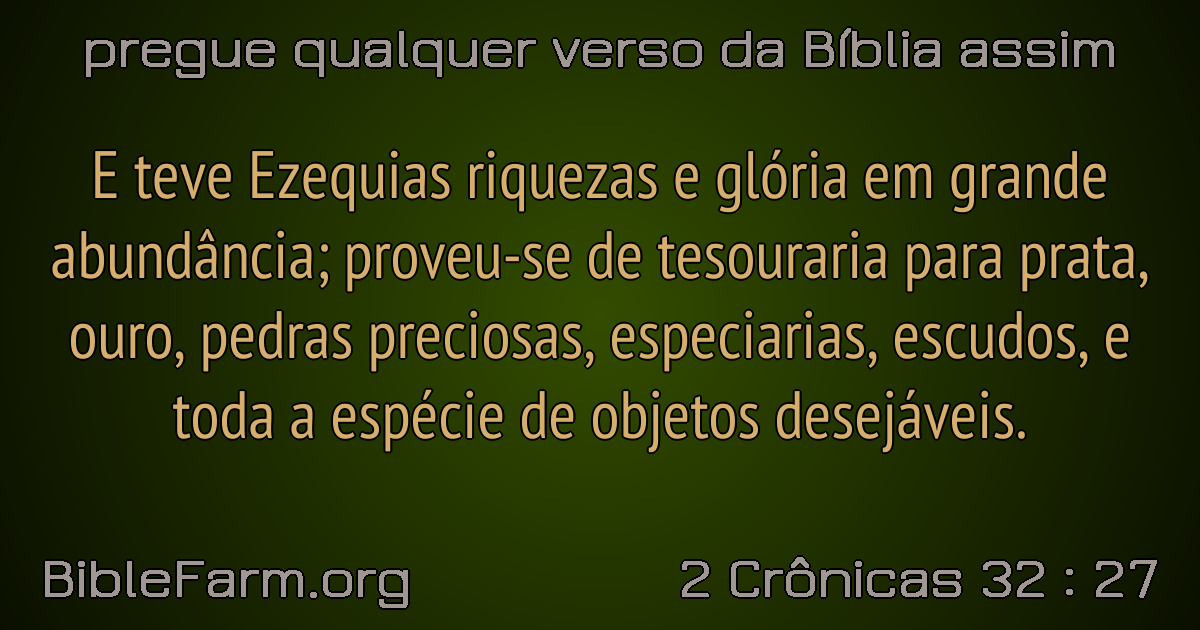 pregue qualquer verso da Bíblia assim
E teve Ezequias riquezas e glória em grande
abundância; proveu-se de tesouraria para prata,
ouro, pedras preciosas, especiarias, escudos, e
toda a espécie de objetos desejáveis.
BibleFarm.org
2 Crônicas 32 : 27